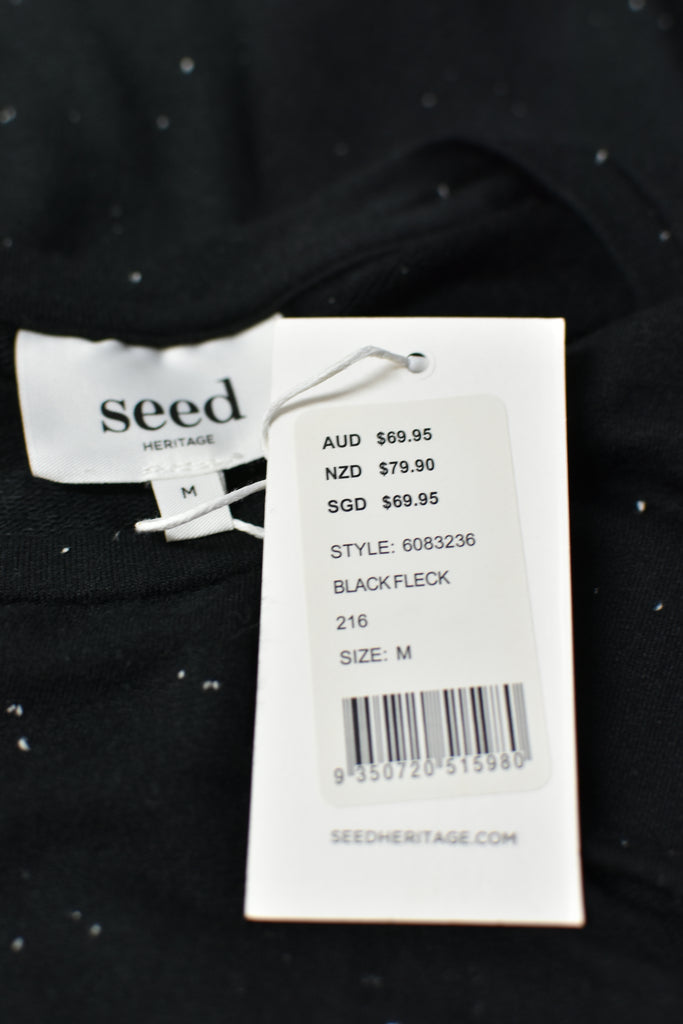 seed
HERITAGE
M
AUD $69.95
NZD $79.90
SGD $69.95
STYLE: 6083236
BLACK FLECK
216
SIZE: M
9 350720 515980
SEEDHERITAGE.COM